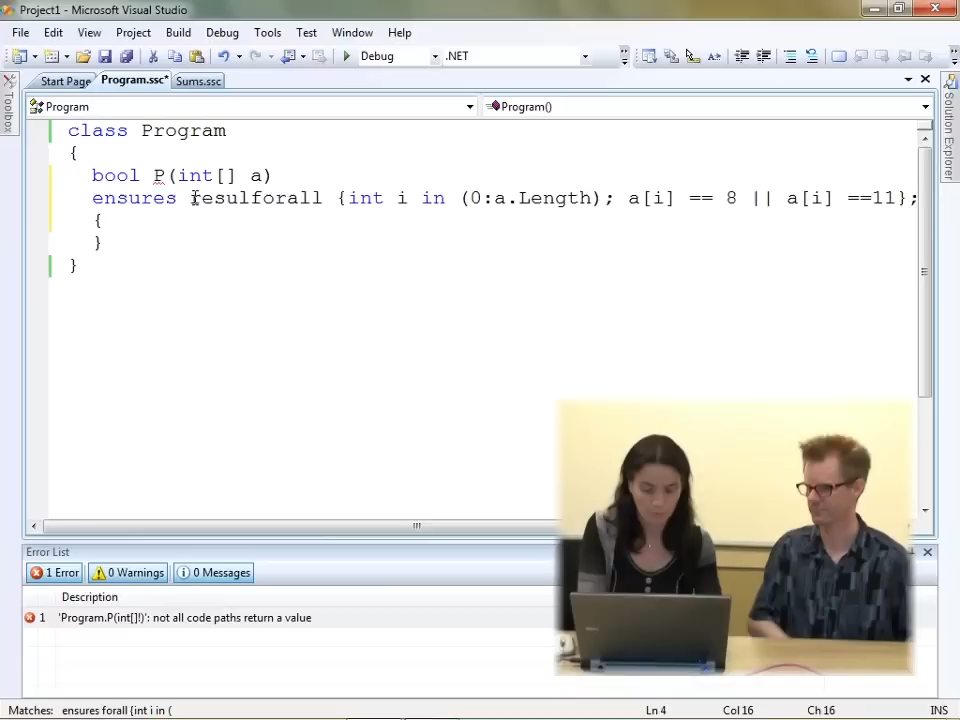 Project1 - Microsoft Visual Studio
File Edit View Project Build Debug Tools Test Window Help
Debug .NET
Start Page Program.ssc* Sums.ssc
Toolbox
Solution Explorer
Program Program()
class Program
{
bool P(int[] a)
ensures resulforall {int i in (0:a.Length); a[i] == 8 || a[i] ==11};
{
}
}
Error List
1 Error 0 Warnings 0 Messages
Description
1 'Program.P(int[]!)': not all code paths return a value
Matches: ensures forall {int i in ( Ln 4 Col 16 Ch 16 INS